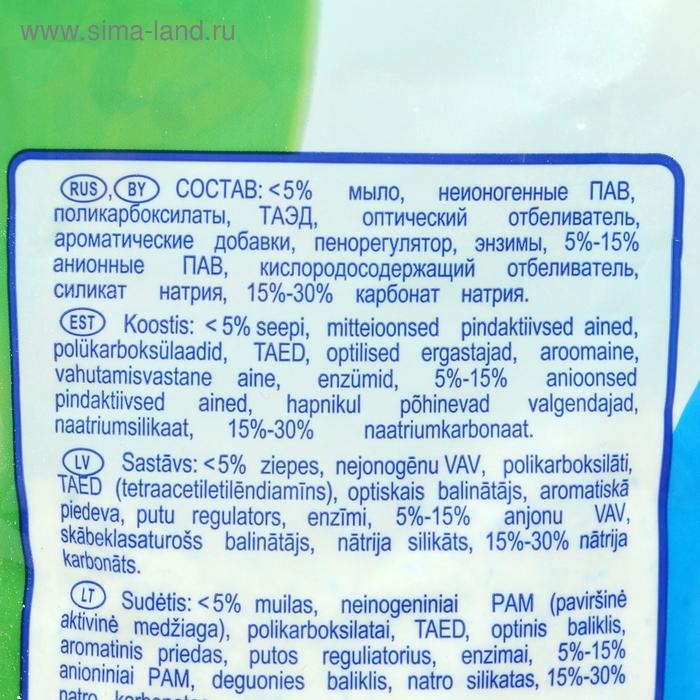 www.sima-land.ru
RUS, BY СОСТАВ: <5% мыло, неионогенные ПАВ,
поликарбоксилаты, ТАЭД, оптический отбеливатель,
ароматические добавки, пенорегулятор, энзимы, 5%-15%
анионные ПАВ, кислородосодержащий отбеливатель,
силикат натрия, 15%-30% карбонат натрия.
EST Koostis: <5% seepi, mitteioonsed pindaktiivsed ained,
polükarboksülaadid, TAED, optilised ergastajad, aroomaine,
vahutamisvastane aine, enzümid, 5%-15% anioonsed
pindaktiivsed ained, hapnikul põhinevad valgendajad,
naatriumsilikaat, 15%-30% naatriumkarbonaat.
LV Sastāvs: <5% ziepes, nejonogēnu VAV, polikarboksilāti,
TAED (tetraacetiletilēndiamīns), optiskais balinātājs, aromatiskā
piedeva, putu regulators, enzīmi, 5%-15% anjonu VAV,
skābeklasaturošs balinātājs, nātrija silikāts, 15%-30% nātrija
karbonāts.
LT Sudėtis: <5% muilas, neinogeniniai PAM (paviršinė
aktivinė medžiaga), polikarboksilatai, TAED, optinis baliklis,
aromatinis priedas, putos reguliatorius, enzimai, 5%-15%
anioniniai PAM, deguonies baliklis, natro silikatas, 15%-30%
natro